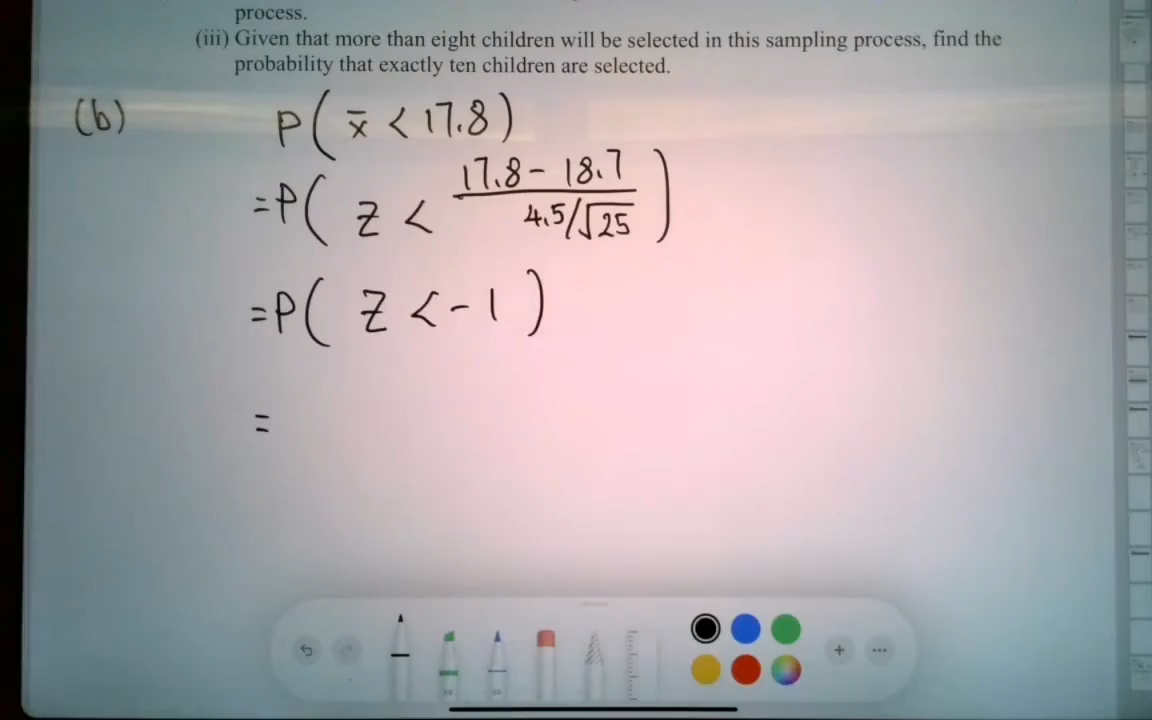 process.
(iii) Given that more than eight children will be selected in this sampling process, find the
probability that exactly ten children are selected.
(b) P( x̄ < 17.8 )
= P( Z < (17.8 - 18.7)/(4.5/√25) )
= P( Z < -1 )
=